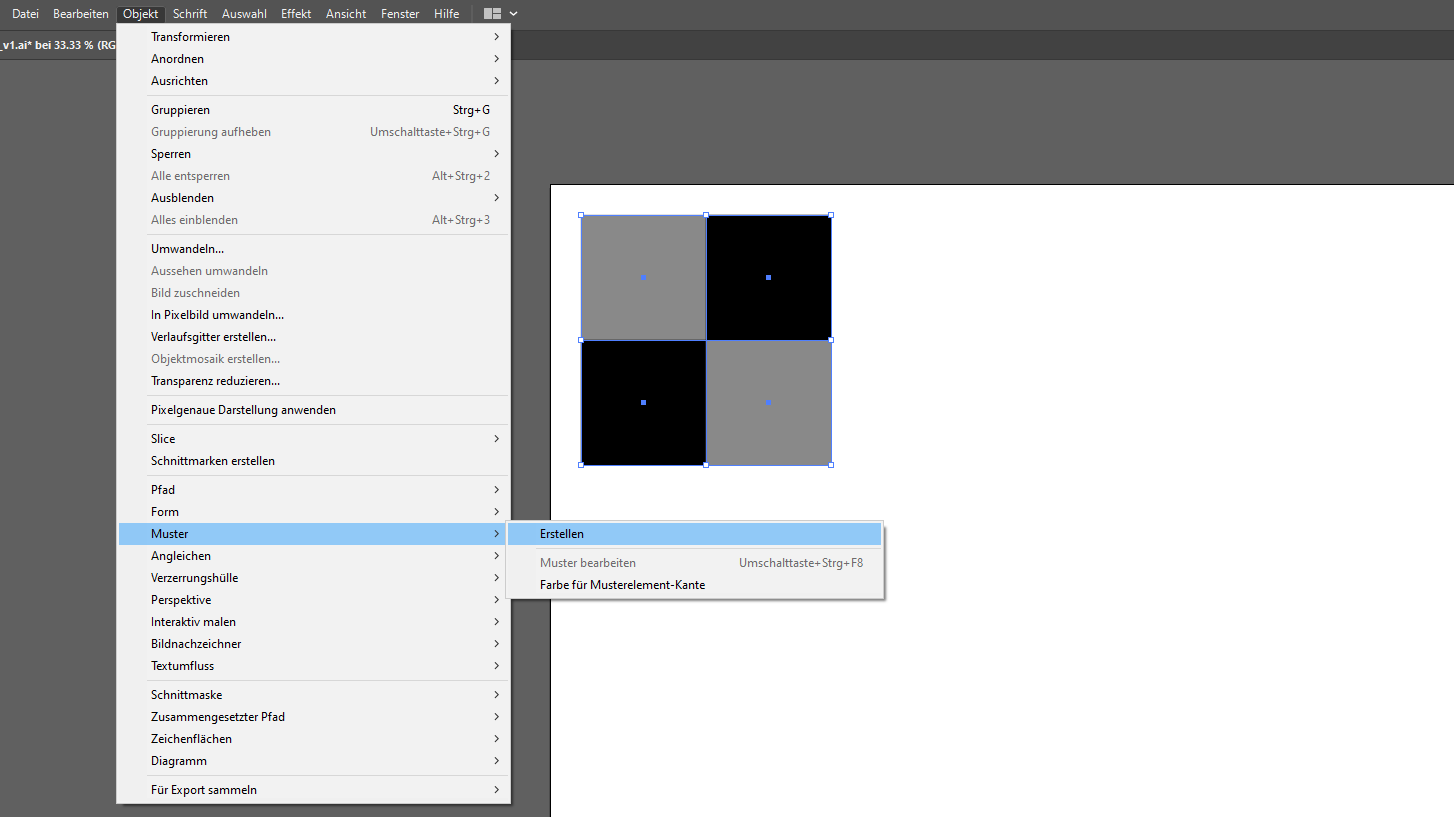 Datei Bearbeiten Objekt Schrift Auswahl Effekt Ansicht Fenster Hilfe
_v1.ai* bei 33.33 % (RG
Transformieren
Anordnen
Ausrichten
Gruppieren Strg+G
Gruppierung aufheben Umschalttaste+Strg+G
Sperren
Alle entsperren Alt+Strg+2
Ausblenden
Alles einblenden Alt+Strg+3
Umwandeln...
Aussehen umwandeln
Bild zuschneiden
In Pixelbild umwandeln...
Verlaufsgitter erstellen...
Objektmosaik erstellen...
Transparenz reduzieren...
Pixelgenaue Darstellung anwenden
Slice
Schnittmarken erstellen
Pfad
Form
Muster
Erstellen
Angleichen
Muster bearbeiten Umschalttaste+Strg+F8
Verzerrungshülle
Farbe für Musterelement-Kante
Perspektive
Interaktiv malen
Bildnachzeichner
Textumfluss
Schnittmaske
Zusammengesetzter Pfad
Zeichenflächen
Diagramm
Für Export sammeln